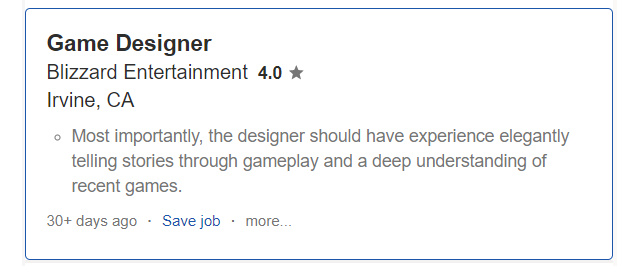 Game Designer
Blizzard Entertainment 4.0 ★
Irvine, CA
Most importantly, the designer should have experience elegantly
telling stories through gameplay and a deep understanding of
recent games.
30+ days ago · Save job · more...